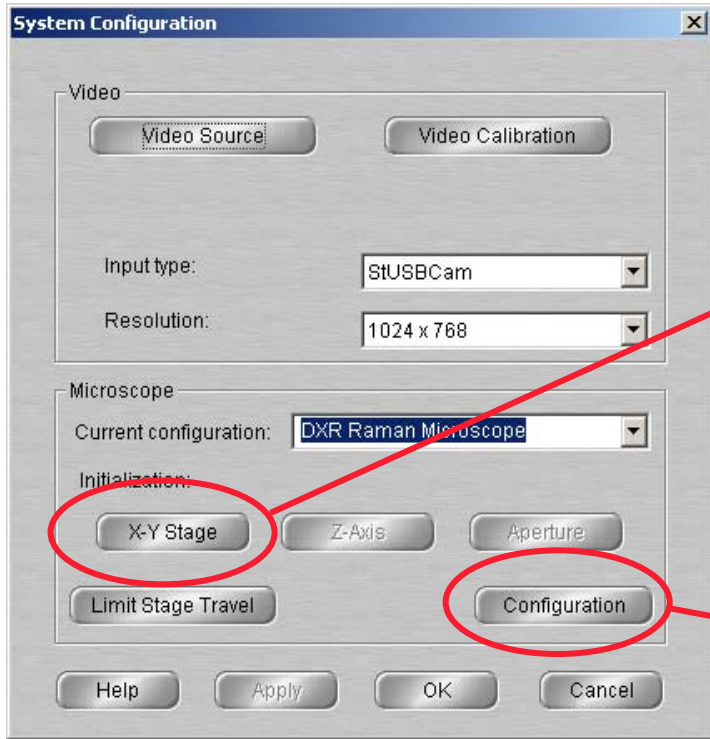 System Configuration
Video
Video Source Video Calibration
Input type: StUSBCam
Resolution: 1024 x 768
Microscope
Current configuration: DXR Raman Microscope
Initialization:
X-Y Stage Z-Axis Aperture
Limit Stage Travel Configuration
Help Apply OK Cancel